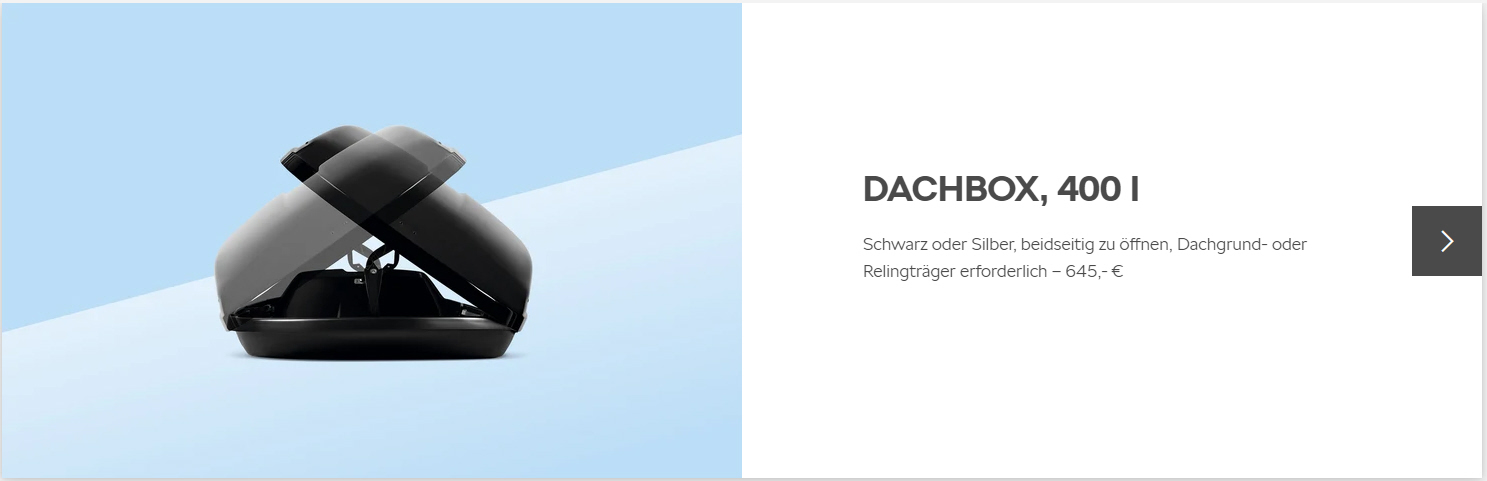 DACHBOX, 400 l
Schwarz oder Silber, beidseitig zu öffnen, Dachgrund- oder
Relingträger erforderlich – 645,- €